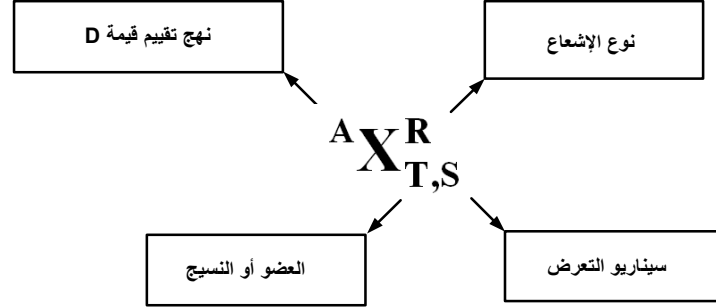 نهج تقييم قيمة D
نوع الإشعاع
A X R T,S
العضو أو النسيج
سيناريو التعرض